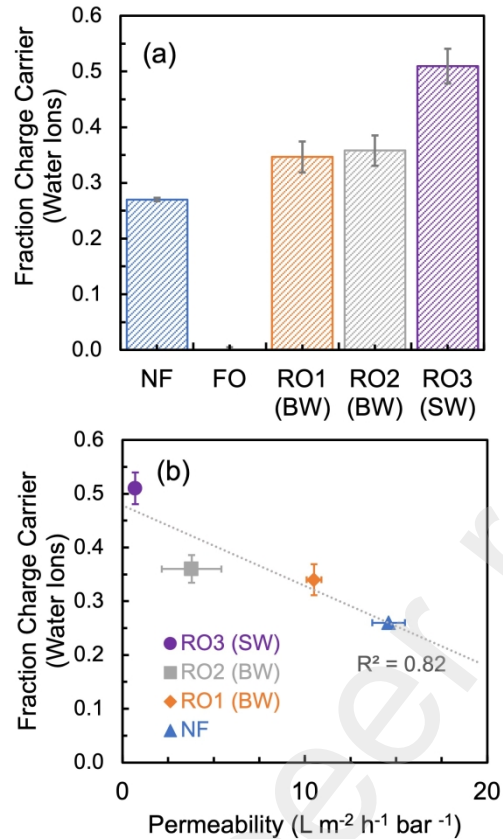 (a)
Fraction Charge Carrier
(Water Ions)
0.6
0.5
0.4
0.3
0.2
0.1
0.0
NF FO RO1 RO2 RO3
(BW) (BW) (SW)
(b)
Fraction Charge Carrier
(Water Ions)
0.6
0.5
0.4
0.3
0.2
0.1
0.0
RO3 (SW)
RO2 (BW)
RO1 (BW)
NF
R² = 0.82
0 10 20
Permeability (L m⁻² h⁻¹ bar⁻¹)